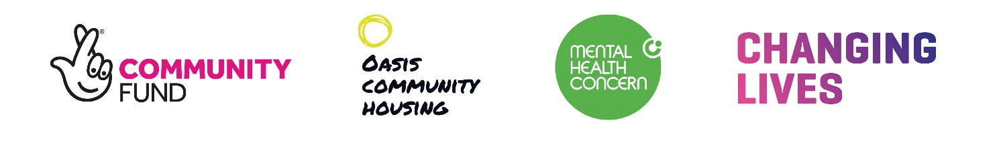 COMMUNITY
FUND
®
OASIS
COMMUNITY
HOUSING
MENTAL
HEALTH
CONCERN
CHANGING
LIVES